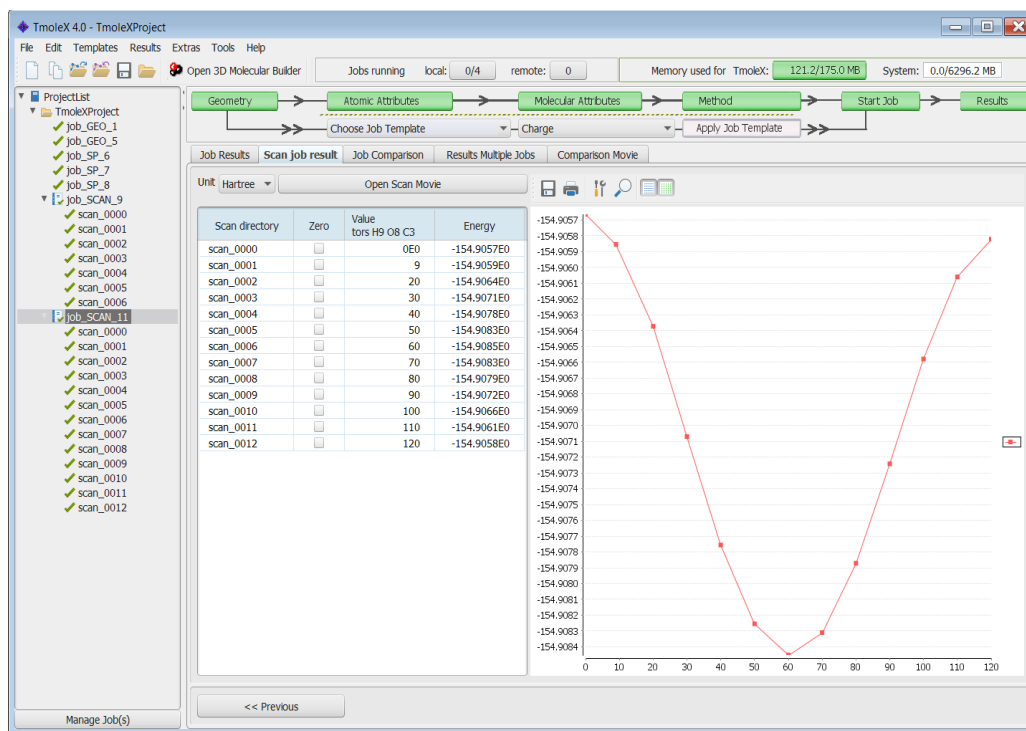 TmoleX 4.0 - TmoleXProject
File Edit Templates Results Extras Tools Help
Open 3D Molecular Builder Jobs running local: 0/4 remote: 0 Memory used for TmoleX: 121.2/175.0 MB System: 0.0/6296.2 MB
ProjectList
TmoleXProject
job_GEO_1
job_GEO_5
job_SP_6
job_SP_7
job_SP_8
job_SCAN_9
scan_0000
scan_0001
scan_0002
scan_0003
scan_0004
scan_0005
scan_0006
job_SCAN_11
scan_0000
scan_0001
scan_0002
scan_0003
scan_0004
scan_0005
scan_0006
scan_0007
scan_0008
scan_0009
scan_0010
scan_0011
scan_0012
Manage Job(s)
Geometry Atomic Attributes Molecular Attributes Method Start Job Results
Choose Job Template Charge Apply Job Template
Job Results Scan job result Job Comparison Results Multiple Jobs Comparison Movie
Unit Hartree Open Scan Movie
Scan directory Zero Value tors H9 O8 C3 Energy
scan_0000 0E0 -154.9057E0
scan_0001 9 -154.9059E0
scan_0002 20 -154.9064E0
scan_0003 30 -154.9071E0
scan_0004 40 -154.9078E0
scan_0005 50 -154.9083E0
scan_0006 60 -154.9085E0
scan_0007 70 -154.9083E0
scan_0008 80 -154.9079E0
scan_0009 90 -154.9072E0
scan_0010 100 -154.9066E0
scan_0011 110 -154.9061E0
scan_0012 120 -154.9058E0
-154.9057
-154.9058
-154.9059
-154.9060
-154.9061
-154.9062
-154.9063
-154.9064
-154.9065
-154.9066
-154.9067
-154.9068
-154.9069
-154.9070
-154.9071
-154.9072
-154.9073
-154.9074
-154.9075
-154.9076
-154.9077
-154.9078
-154.9079
-154.9080
-154.9081
-154.9082
-154.9083
-154.9084
0 10 20 30 40 50 60 70 80 90 100 110 120
<< Previous